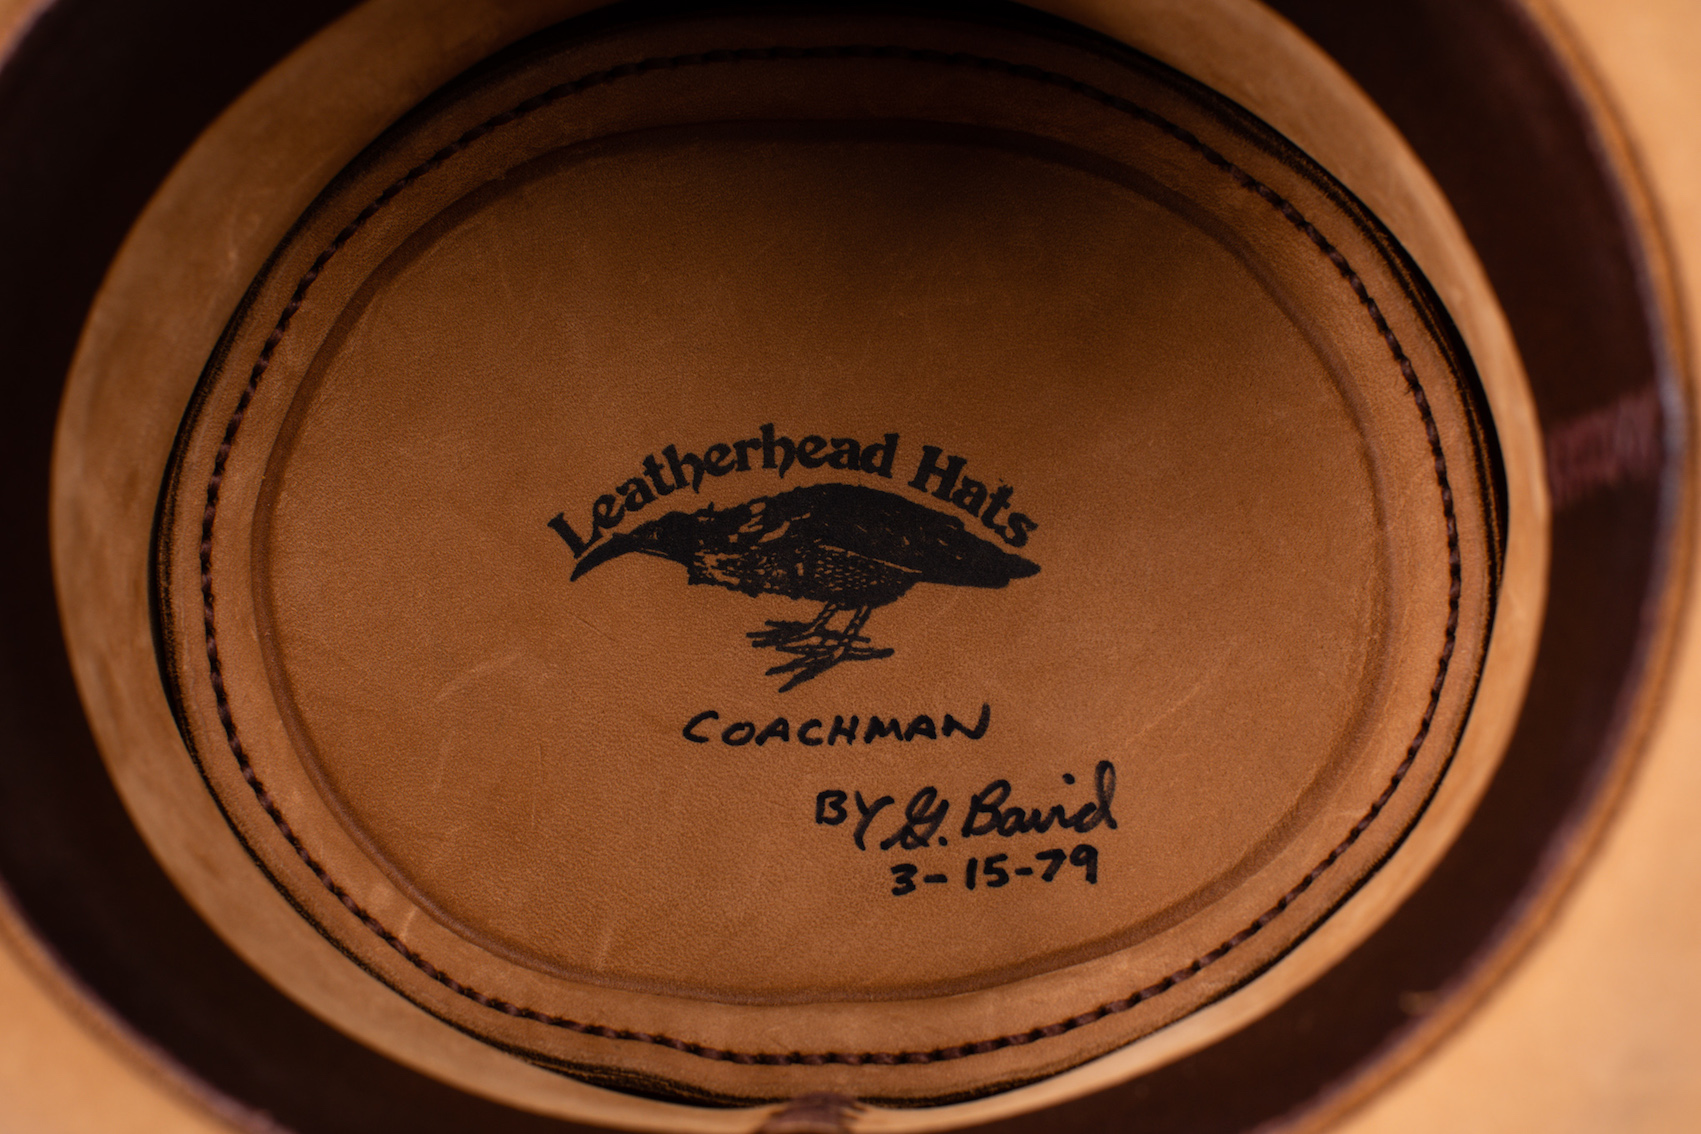 Leatherhead Hats
COACHMAN
BY G. Baird
3-15-79